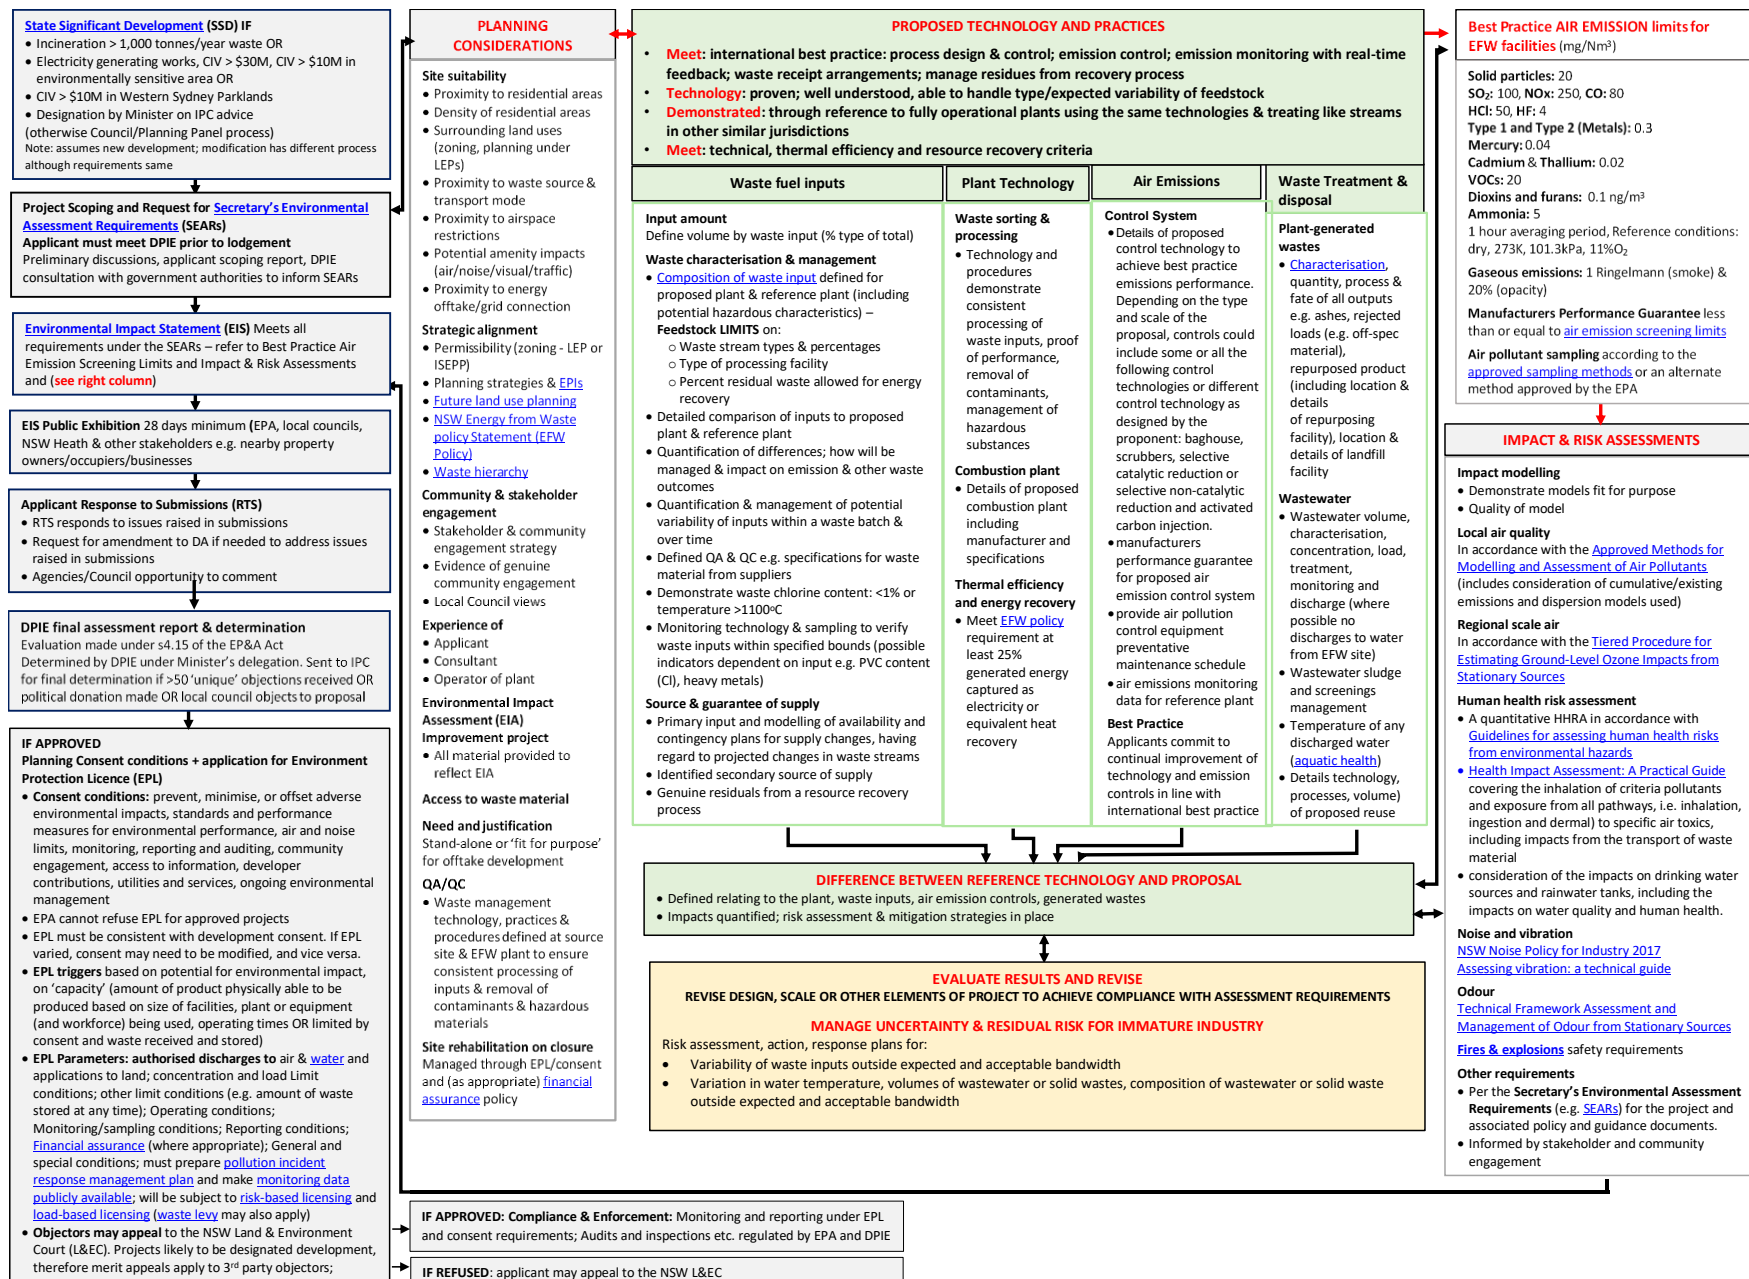 State Significant Development (SSD) IF
• Incineration > 1,000 tonnes/year waste OR
• Electricity generating works, CIV > $30M, CIV > $10M in
environmentally sensitive area OR
• CIV > $10M in Western Sydney Parklands
• Designation by Minister on IPC advice
(otherwise Council/Planning Panel process)
Note: assumes new development; modification has different process
although requirements same
Project Scoping and Request for Secretary's Environmental
Assessment Requirements (SEARs)
Applicant must meet DPIE prior to lodgement
Preliminary discussions, applicant scoping report, DPIE
consultation with government authorities to inform SEARs
Environmental Impact Statement (EIS) Meets all
requirements under the SEARs – refer to Best Practice Air
Emission Screening Limits and Impact & Risk Assessments
and (see right column)
EIS Public Exhibition 28 days minimum (EPA, local councils,
NSW Heath & other stakeholders e.g. nearby property
owners/occupiers/businesses
Applicant Response to Submissions (RTS)
• RTS responds to issues raised in submissions
• Request for amendment to DA if needed to address issues
raised in submissions
• Agencies/Council opportunity to comment
DPIE final assessment report & determination
Evaluation made under s4.15 of the EP&A Act
Determined by DPIE under Minister's delegation. Sent to IPC
for final determination if >50 'unique' objections received OR
political donation made OR local council objects to proposal
IF APPROVED
Planning Consent conditions + application for Environment
Protection Licence (EPL)
• Consent conditions: prevent, minimise, or offset adverse
environmental impacts, standards and performance
measures for environmental performance, air and noise
limits, monitoring, reporting and auditing, community
engagement, access to information, developer
contributions, utilities and services, ongoing environmental
management
• EPA cannot refuse EPL for approved projects
• EPL must be consistent with development consent. If EPL
varied, consent may need to be modified, and vice versa.
• EPL triggers based on potential for environmental impact,
on 'capacity' (amount of product physically able to be
produced based on size of facilities, plant or equipment
(and workforce) being used, operating times OR limited by
consent and waste received and stored)
• EPL Parameters: authorised discharges to air & water and
applications to land; concentration and load Limit
conditions; other limit conditions (e.g. amount of waste
stored at any time); Operating conditions;
Monitoring/sampling conditions; Reporting conditions;
Financial assurance (where appropriate); General and
special conditions; must prepare pollution incident
response management plan and make monitoring data
publicly available; will be subject to risk-based licensing and
load-based licensing (waste levy may also apply)
• Objectors may appeal to the NSW Land & Environment
Court (L&EC). Projects likely to be designated development,
therefore merit appeals apply to 3rd party objectors;
PLANNING
CONSIDERATIONS
Site suitability
• Proximity to residential areas
• Density of residential areas
• Surrounding land uses
(zoning, planning under
LEPs)
• Proximity to waste source &
transport mode
• Proximity to airspace
restrictions
• Potential amenity impacts
(air/noise/visual/traffic)
• Proximity to energy
offtake/grid connection
Strategic alignment
• Permissibility (zoning - LEP or
ISEPP)
• Planning strategies & EPIs
• Future land use planning
• NSW Energy from Waste
policy Statement (EFW
Policy)
• Waste hierarchy
Community & stakeholder
engagement
• Stakeholder & community
engagement strategy
• Evidence of genuine
community engagement
• Local Council views
Experience of
• Applicant
• Consultant
• Operator of plant
Environmental Impact
Assessment (EIA)
Improvement project
• All material provided to
reflect EIA
Access to waste material
Need and justification
Stand-alone or 'fit for purpose'
for offtake development
QA/QC
• Waste management
technology, practices &
procedures defined at source
site & EFW plant to ensure
consistent processing of
inputs & removal of
contaminants & hazardous
materials
Site rehabilitation on closure
Managed through EPL/consent
and (as appropriate) financial
assurance policy
PROPOSED TECHNOLOGY AND PRACTICES
• Meet: international best practice: process design & control; emission control; emission monitoring with real-time
feedback; waste receipt arrangements; manage residues from recovery process
• Technology: proven; well understood, able to handle type/expected variability of feedstock
• Demonstrated: through reference to fully operational plants using the same technologies & treating like streams
in other similar jurisdictions
• Meet: technical, thermal efficiency and resource recovery criteria
Waste fuel inputs
Input amount
Define volume by waste input (% type of total)
Waste characterisation & management
• Composition of waste input defined for
proposed plant & reference plant (including
potential hazardous characteristics) –
Feedstock LIMITS on:
o Waste stream types & percentages
o Type of processing facility
o Percent residual waste allowed for energy
recovery
• Detailed comparison of inputs to proposed
plant & reference plant
• Quantification of differences; how will be
managed & impact on emission & other waste
outcomes
• Quantification & management of potential
variability of inputs within a waste batch &
over time
• Defined QA & QC e.g. specifications for waste
material from suppliers
• Demonstrate waste chlorine content: <1% or
temperature >1100ºC
• Monitoring technology & sampling to verify
waste inputs within specified bounds (possible
indicators dependent on input e.g. PVC content
(Cl), heavy metals)
Source & guarantee of supply
• Primary input and modelling of availability and
contingency plans for supply changes, having
regard to projected changes in waste streams
• Identified secondary source of supply
• Genuine residuals from a resource recovery
process
Plant Technology
Waste sorting &
processing
• Technology and
procedures
demonstrate
consistent
processing of
waste inputs, proof
of performance,
removal of
contaminants,
management of
hazardous
substances
Combustion plant
• Details of proposed
combustion plant
including
manufacturer and
specifications
Thermal efficiency
and energy recovery
• Meet EFW policy
requirement at
least 25%
generated energy
captured as
electricity or
equivalent heat
recovery
Air Emissions
Control System
• Details of proposed
control technology to
achieve best practice
emissions performance.
Depending on the type
and scale of the
proposal, controls could
include some or all the
following control
technologies or different
control technology as
designed by the
proponent: baghouse,
scrubbers, selective
catalytic reduction or
selective non-catalytic
reduction and activated
carbon injection.
• manufacturers
performance guarantee
for proposed air
emission control system
• provide air pollution
control equipment
preventative
maintenance schedule
• air emissions monitoring
data for reference plant
Best Practice
Applicants commit to
continual improvement of
technology and emission
controls in line with
international best practice
Waste Treatment &
disposal
Plant-generated
wastes
• Characterisation,
quantity, process &
fate of all outputs
e.g. ashes, rejected
loads (e.g. off-spec
material),
repurposed product
(including location &
details
of repurposing
facility), location &
details of landfill
facility
Wastewater
• Wastewater volume,
characterisation,
concentration, load,
treatment,
monitoring and
discharge (where
possible no
discharges to water
from EFW site)
• Wastewater sludge
and screenings
management
• Temperature of any
discharged water
(aquatic health)
• Details technology,
processes, volume)
of proposed reuse
DIFFERENCE BETWEEN REFERENCE TECHNOLOGY AND PROPOSAL
• Defined relating to the plant, waste inputs, air emission controls, generated wastes
• Impacts quantified; risk assessment & mitigation strategies in place
EVALUATE RESULTS AND REVISE
REVISE DESIGN, SCALE OR OTHER ELEMENTS OF PROJECT TO ACHIEVE COMPLIANCE WITH ASSESSMENT REQUIREMENTS
MANAGE UNCERTAINTY & RESIDUAL RISK FOR IMMATURE INDUSTRY
Risk assessment, action, response plans for:
• Variability of waste inputs outside expected and acceptable bandwidth
• Variation in water temperature, volumes of wastewater or solid wastes, composition of wastewater or solid waste
outside expected and acceptable bandwidth
Best Practice AIR EMISSION limits for
EFW facilities (mg/Nm³)
Solid particles: 20
SO₂: 100, NOx: 250, CO: 80
HCl: 50, HF: 4
Type 1 and Type 2 (Metals): 0.3
Mercury: 0.04
Cadmium & Thallium: 0.02
VOCs: 20
Dioxins and furans: 0.1 ng/m³
Ammonia: 5
1 hour averaging period, Reference conditions:
dry, 273K, 101.3kPa, 11%O₂
Gaseous emissions: 1 Ringelmann (smoke) &
20% (opacity)
Manufacturers Performance Guarantee less
than or equal to air emission screening limits
Air pollutant sampling according to the
approved sampling methods or an alternate
method approved by the EPA
IMPACT & RISK ASSESSMENTS
Impact modelling
• Demonstrate models fit for purpose
• Quality of model
Local air quality
In accordance with the Approved Methods for
Modelling and Assessment of Air Pollutants
(includes consideration of cumulative/existing
emissions and dispersion models used)
Regional scale air
In accordance with the Tiered Procedure for
Estimating Ground-Level Ozone Impacts from
Stationary Sources
Human health risk assessment
• A quantitative HHRA in accordance with
Guidelines for assessing human health risks
from environmental hazards
• Health Impact Assessment: A Practical Guide
covering the inhalation of criteria pollutants
and exposure from all pathways, i.e. inhalation,
ingestion and dermal) to specific air toxics,
including impacts from the transport of waste
material
• consideration of the impacts on drinking water
sources and rainwater tanks, including the
impacts on water quality and human health.
Noise and vibration
NSW Noise Policy for Industry 2017
Assessing vibration: a technical guide
Odour
Technical Framework Assessment and
Management of Odour from Stationary Sources
Fires & explosions safety requirements
Other requirements
• Per the Secretary's Environmental Assessment
Requirements (e.g. SEARs) for the project and
associated policy and guidance documents.
• Informed by stakeholder and community
engagement
IF APPROVED: Compliance & Enforcement: Monitoring and reporting under EPL
and consent requirements; Audits and inspections etc. regulated by EPA and DPIE
IF REFUSED: applicant may appeal to the NSW L&EC